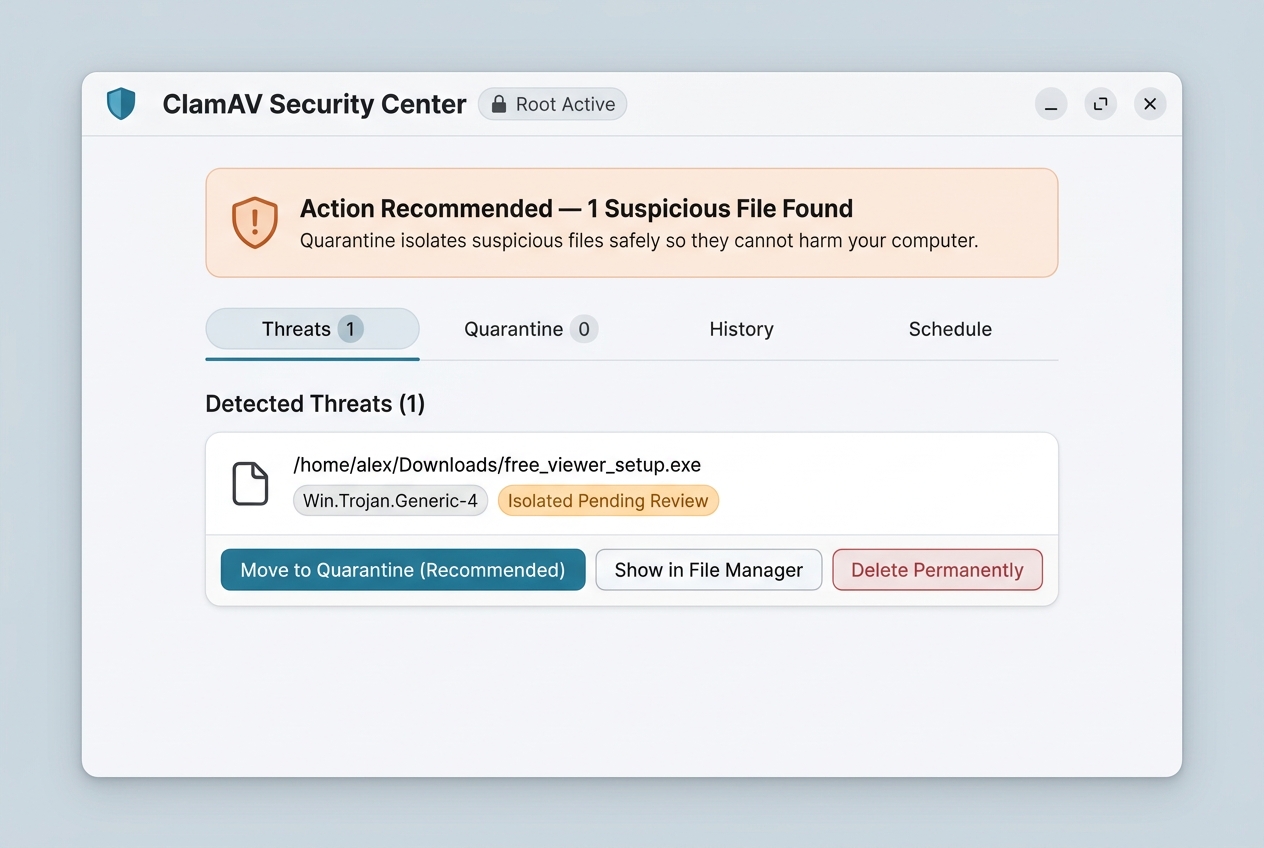 ClamAV Security Center Root Active
Action Recommended — 1 Suspicious File Found
Quarantine isolates suspicious files safely so they cannot harm your computer.
Threats 1 Quarantine 0 History Schedule
Detected Threats (1)
/home/alex/Downloads/free_viewer_setup.exe
Win.Trojan.Generic-4 Isolated Pending Review
Move to Quarantine (Recommended) Show in File Manager Delete Permanently